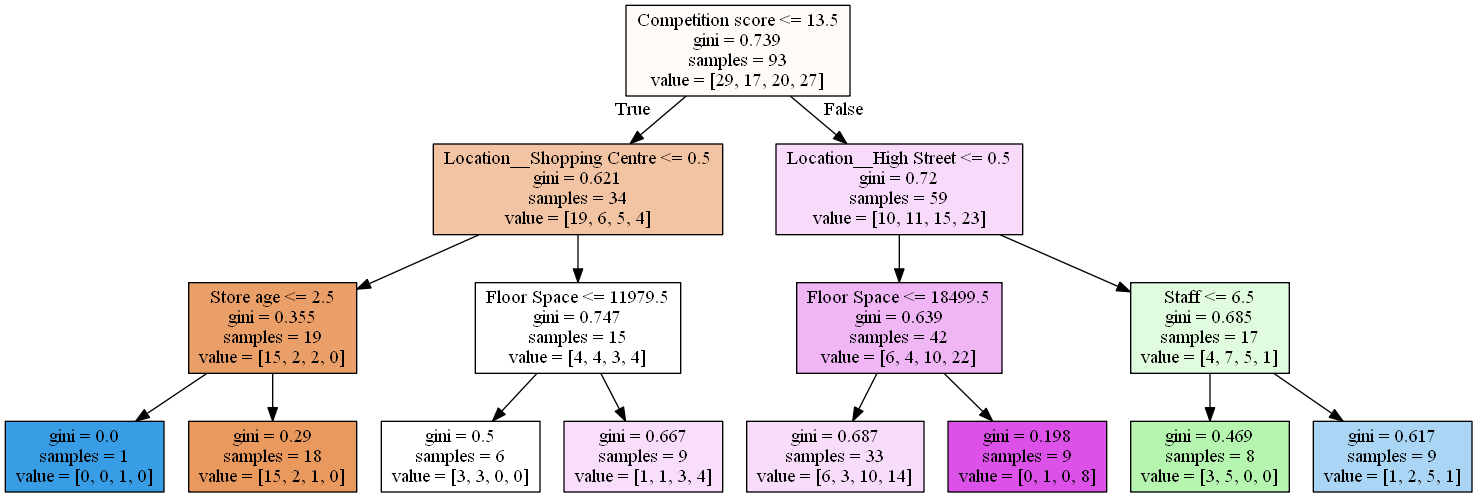 Competition score <= 13.5
gini = 0.739
samples = 93
value = [29, 17, 20, 27]
True
False
Location__Shopping Centre <= 0.5
gini = 0.621
samples = 34
value = [19, 6, 5, 4]
Location__High Street <= 0.5
gini = 0.72
samples = 59
value = [10, 11, 15, 23]
Store age <= 2.5
gini = 0.355
samples = 19
value = [15, 2, 2, 0]
Floor Space <= 11979.5
gini = 0.747
samples = 15
value = [4, 4, 3, 4]
Floor Space <= 18499.5
gini = 0.639
samples = 42
value = [6, 4, 10, 22]
Staff <= 6.5
gini = 0.685
samples = 17
value = [4, 7, 5, 1]
gini = 0.0
samples = 1
value = [0, 0, 1, 0]
gini = 0.29
samples = 18
value = [15, 2, 1, 0]
gini = 0.5
samples = 6
value = [3, 3, 0, 0]
gini = 0.667
samples = 9
value = [1, 1, 3, 4]
gini = 0.687
samples = 33
value = [6, 3, 10, 14]
gini = 0.198
samples = 9
value = [0, 1, 0, 8]
gini = 0.469
samples = 8
value = [3, 5, 0, 0]
gini = 0.617
samples = 9
value = [1, 2, 5, 1]